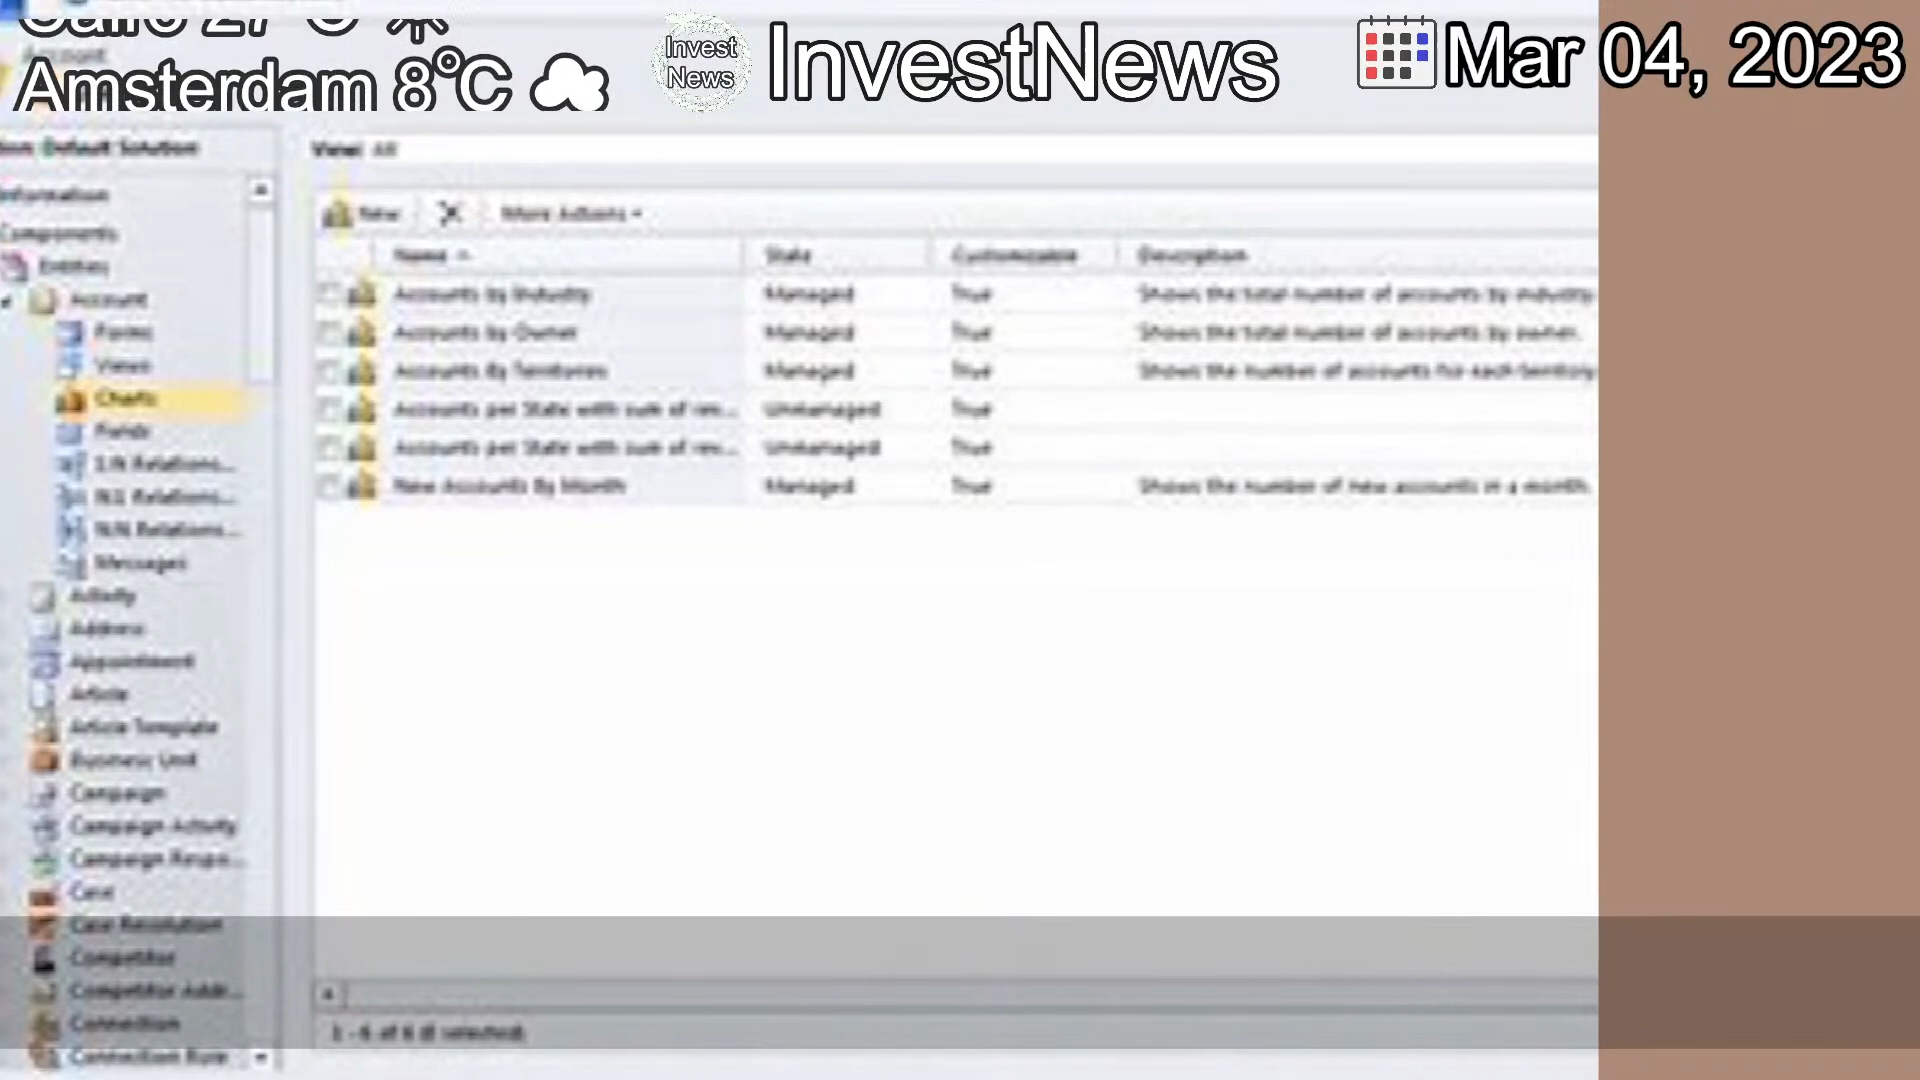 Cairo 27°C
Amsterdam 8°C
Invest
News
InvestNews
Mar 04, 2023
Account
Default Solution
View: All
Information
New
More Actions
Components
Name
State
Customizable
Description
Entities
Account
Accounts by Industry
Managed
True
Shows the total number of accounts by industry.
Forms
Accounts by Owner
Managed
True
Shows the total number of accounts by owner.
Views
Accounts By Territories
Managed
True
Shows the number of accounts for each territory
Charts
Accounts per State with sum of rev...
Unmanaged
True
Fields
Accounts per State with sum of rev...
Unmanaged
True
1:N Relations...
New Accounts By Month
Managed
True
Shows the number of new accounts in a month.
N:1 Relations...
N:N Relations...
Messages
Activity
Address
Appointment
Article
Article Template
Business Unit
Campaign
Campaign Activity
Campaign Respo...
Case
Case Resolution
Competitor
Competitor Addr...
Connection
1 - 6 of 6 (0 selected)
Connection Role